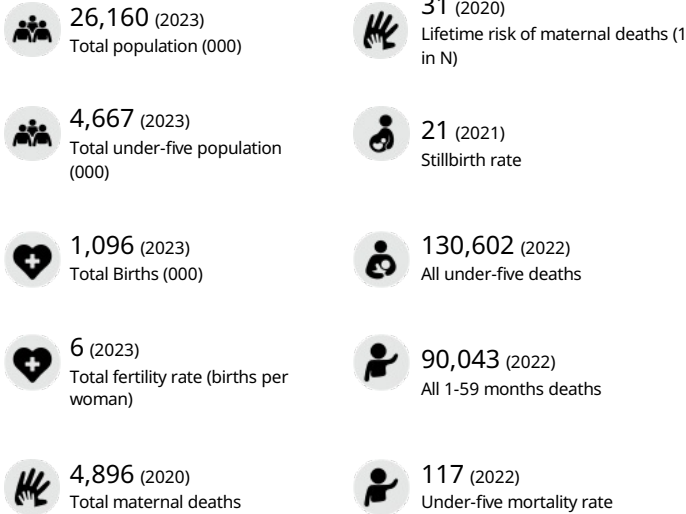 26,160 (2023)
Total population (000)
4,667 (2023)
Total under-five population
(000)
1,096 (2023)
Total Births (000)
6 (2023)
Total fertility rate (births per
woman)
4,896 (2020)
Total maternal deaths
31 (2020)
Lifetime risk of maternal deaths (1
in N)
21 (2021)
Stillbirth rate
130,602 (2022)
All under-five deaths
90,043 (2022)
All 1-59 months deaths
117 (2022)
Under-five mortality rate